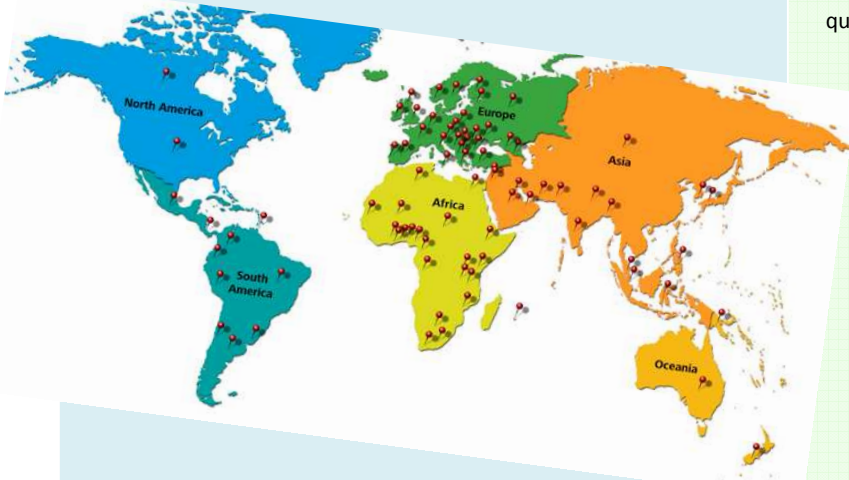 qu
North America
Europe
Asia
Africa
South
America
Oceania